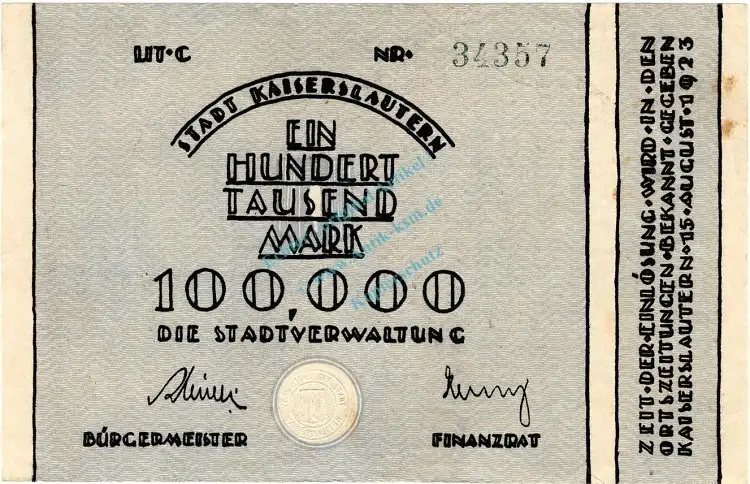 LIT·C NR· 34357
STADT KAISERSLAUTERN
EIN
HUNDERT
TAUSEND
MARK
100,000
DIE STADTVERWALTUNG
BÜRGERMEISTER FINANZRAT
ZEIT·DER·EINLÖSUNG·WIRD·IN·DEN
ORTSZEITUNGEN·BEKANNT·GEGEBEN
KAISERSLAUTERN·15·AUGUST·1923